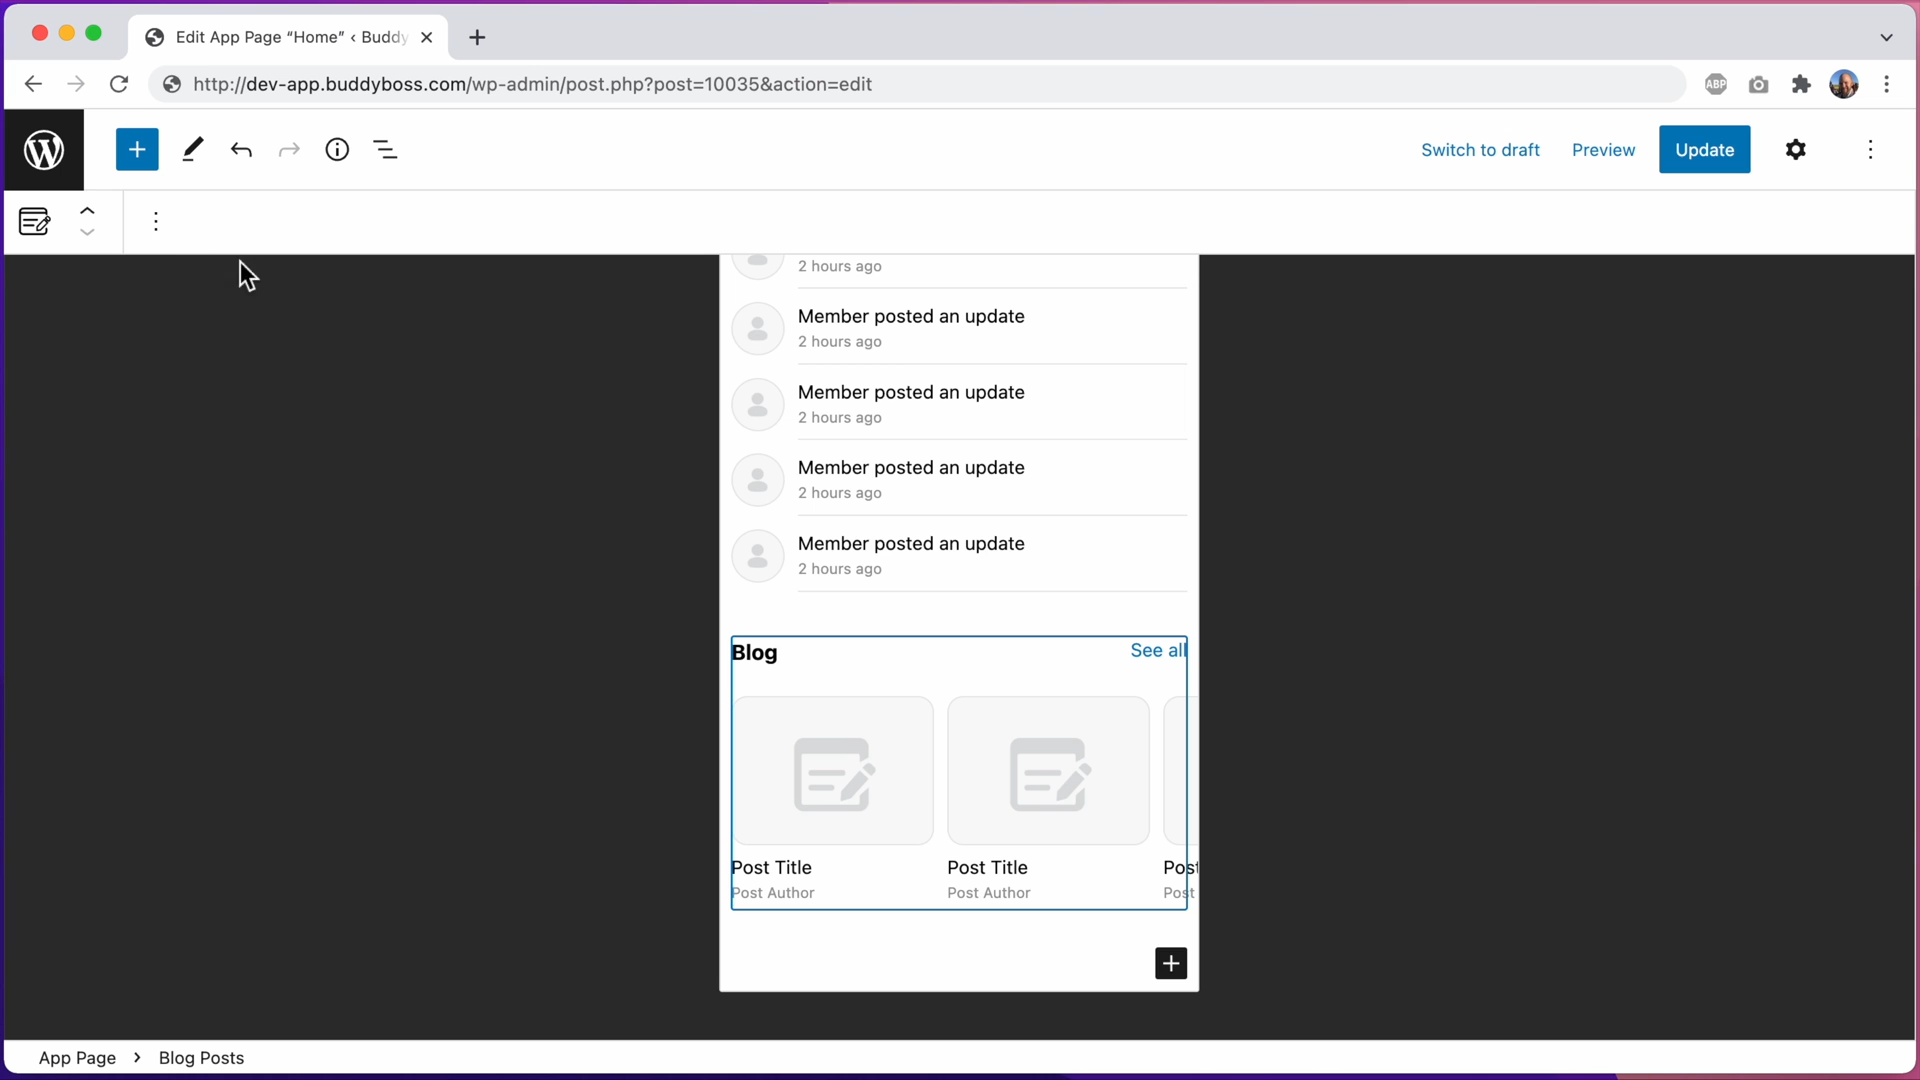 Edit App Page “Home” ‹ Buddy
http://dev-app.buddyboss.com/wp-admin/post.php?post=10035&action=edit
ABP
Switch to draft
Preview
Update
2 hours ago
Member posted an update
2 hours ago
Member posted an update
2 hours ago
Member posted an update
2 hours ago
Member posted an update
2 hours ago
Blog
See all
Post Title
Post Title
Post
Post Author
Post Author
Post
App Page
Blog Posts